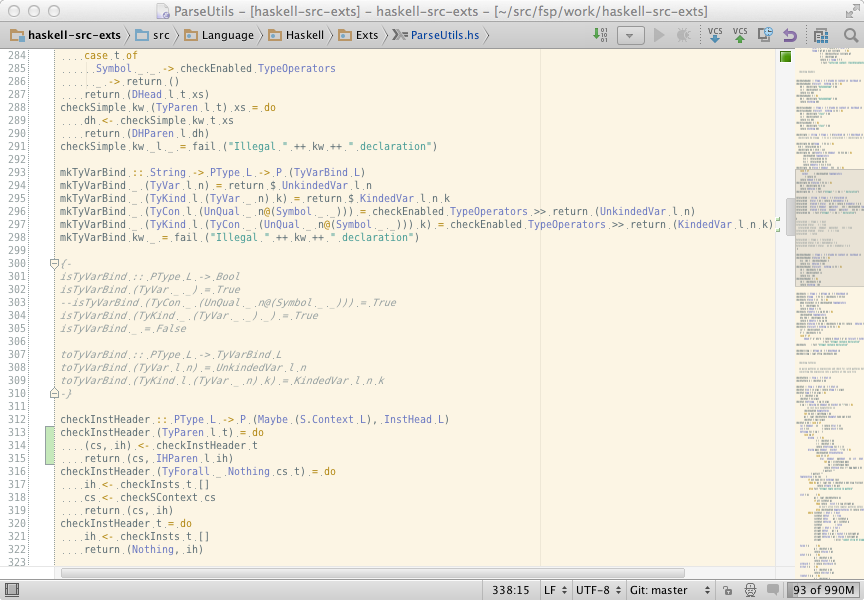 ParseUtils - [haskell-src-exts] - haskell-src-exts - [~/src/fsp/work/haskell-src-exts]
haskell-src-exts src Language Haskell Exts ParseUtils.hs VCS VCS
284 case t of
285 Symbol _ _ -> checkEnabled TypeOperators
286 _ -> return ()
287 return (DHead l t xs)
288 checkSimple kw (TyParen l t) xs = do
289 dh <- checkSimple kw t xs
290 return (DHParen l dh)
291 checkSimple kw _ _ = fail ("Illegal " ++ kw ++ " declaration")
292
293 mkTyVarBind :: String -> PType L -> P (TyVarBind L)
294 mkTyVarBind _ (TyVar l n) = return $ UnkindedVar l n
295 mkTyVarBind _ (TyKind l (TyVar _ n) k) = return $ KindedVar l n k
296 mkTyVarBind _ (TyCon l (UnQual _ n@(Symbol _ _))) = checkEnabled TypeOperators >> return (UnkindedVar l n)
297 mkTyVarBind _ (TyKind l (TyCon _ (UnQual _ n@(Symbol _ _))) k) = checkEnabled TypeOperators >> return (KindedVar l n k)
298 mkTyVarBind kw _ = fail ("Illegal " ++ kw ++ " declaration")
299
300 {-
301 isTyVarBind :: PType L -> Bool
302 isTyVarBind (TyVar _ _) = True
303 --isTyVarBind (TyCon _ (UnQual _ n@(Symbol _ _))) = True
304 isTyVarBind (TyKind _ (TyVar _ _) _) = True
305 isTyVarBind _ = False
306
307 toTyVarBind :: PType L -> TyVarBind L
308 toTyVarBind (TyVar l n) = UnkindedVar l n
309 toTyVarBind (TyKind l (TyVar _ n) k) = KindedVar l n k
310 -}
311
312 checkInstHeader :: PType L -> P (Maybe (S.Context L), InstHead L)
313 checkInstHeader (TyParen l t) = do
314 (cs, ih) <- checkInstHeader t
315 return (cs, IHParen l ih)
316 checkInstHeader (TyForall _ Nothing cs t) = do
317 ih <- checkInsts t []
318 cs <- checkSContext cs
319 return (cs, ih)
320 checkInstHeader t = do
321 ih <- checkInsts t []
322 return (Nothing, ih)
323
338:15 LF UTF-8 Git: master 93 of 990M